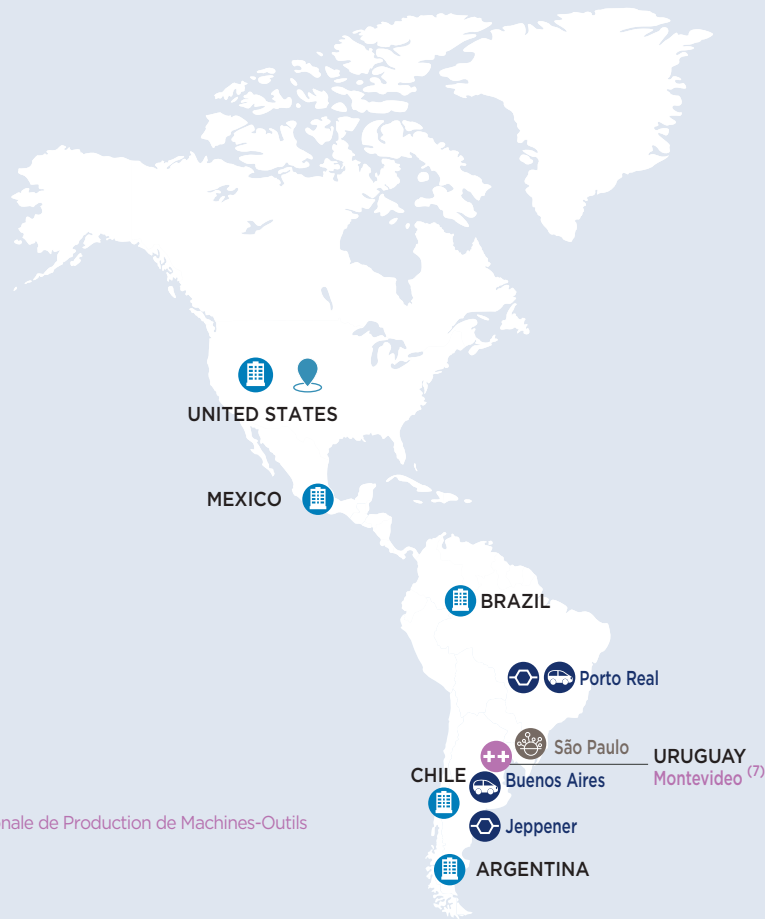 UNITED STATES
MEXICO
BRAZIL
Porto Real
São Paulo
URUGUAY
Montevideo (7)
CHILE
Buenos Aires
onale de Production de Machines-Outils
Jeppener
ARGENTINA